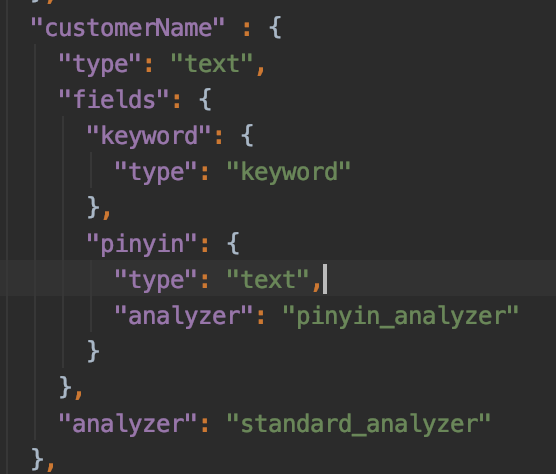 },
"customerName" : {
"type": "text",
"fields": {
"keyword": {
"type": "keyword"
},
"pinyin": {
"type": "text",
"analyzer": "pinyin_analyzer"
}
},
"analyzer": "standard_analyzer"
},